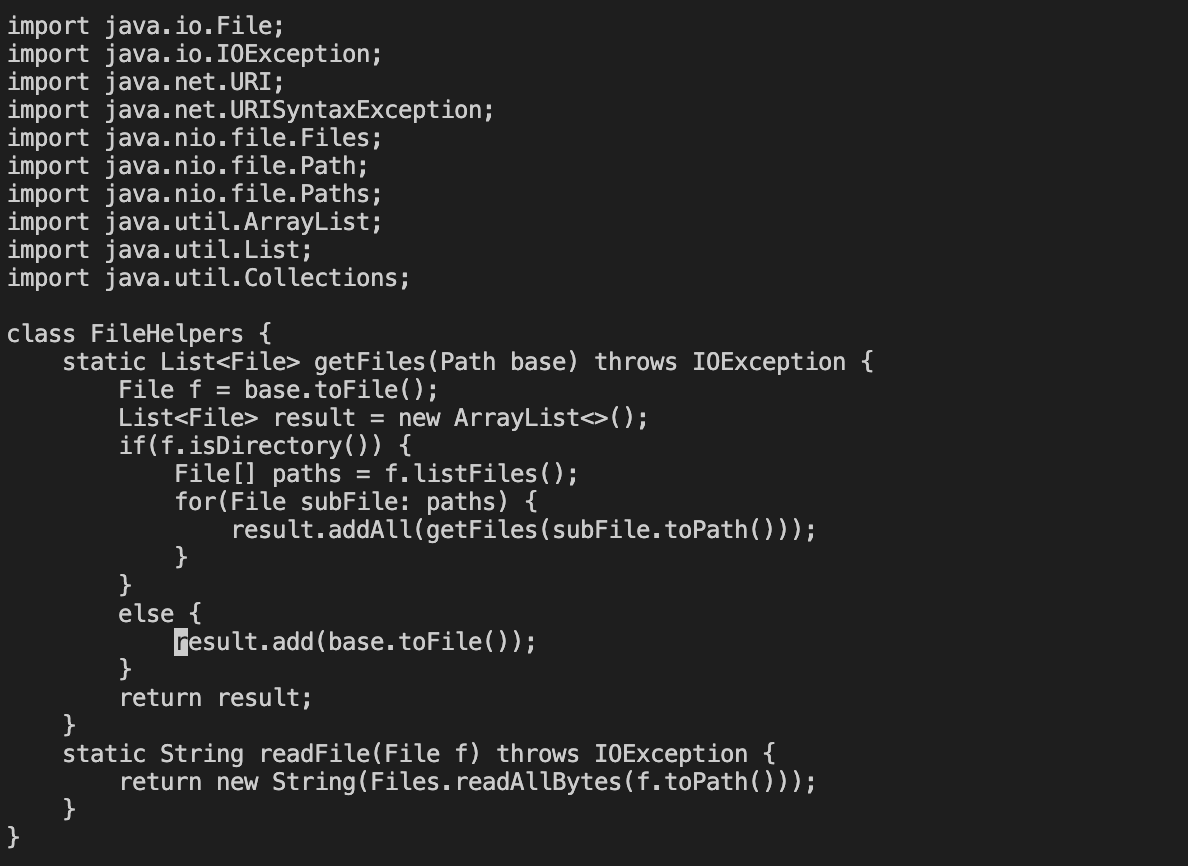 import java.io.File;
import java.io.IOException;
import java.net.URI;
import java.net.URISyntaxException;
import java.nio.file.Files;
import java.nio.file.Path;
import java.nio.file.Paths;
import java.util.ArrayList;
import java.util.List;
import java.util.Collections;

class FileHelpers {
    static List<File> getFiles(Path base) throws IOException {
        File f = base.toFile();
        List<File> result = new ArrayList<>();
        if(f.isDirectory()) {
            File[] paths = f.listFiles();
            for(File subFile: paths) {
                result.addAll(getFiles(subFile.toPath()));
            }
        }
        else {
            result.add(base.toFile());
        }
        return result;
    }
    static String readFile(File f) throws IOException {
        return new String(Files.readAllBytes(f.toPath()));
    }
}